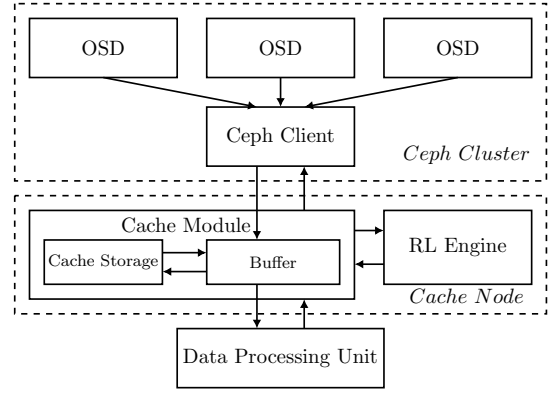 OSD
OSD
OSD
Ceph Client
Ceph Cluster
Cache Module
Cache Storage
Buffer
RL Engine
Cache Node
Data Processing Unit